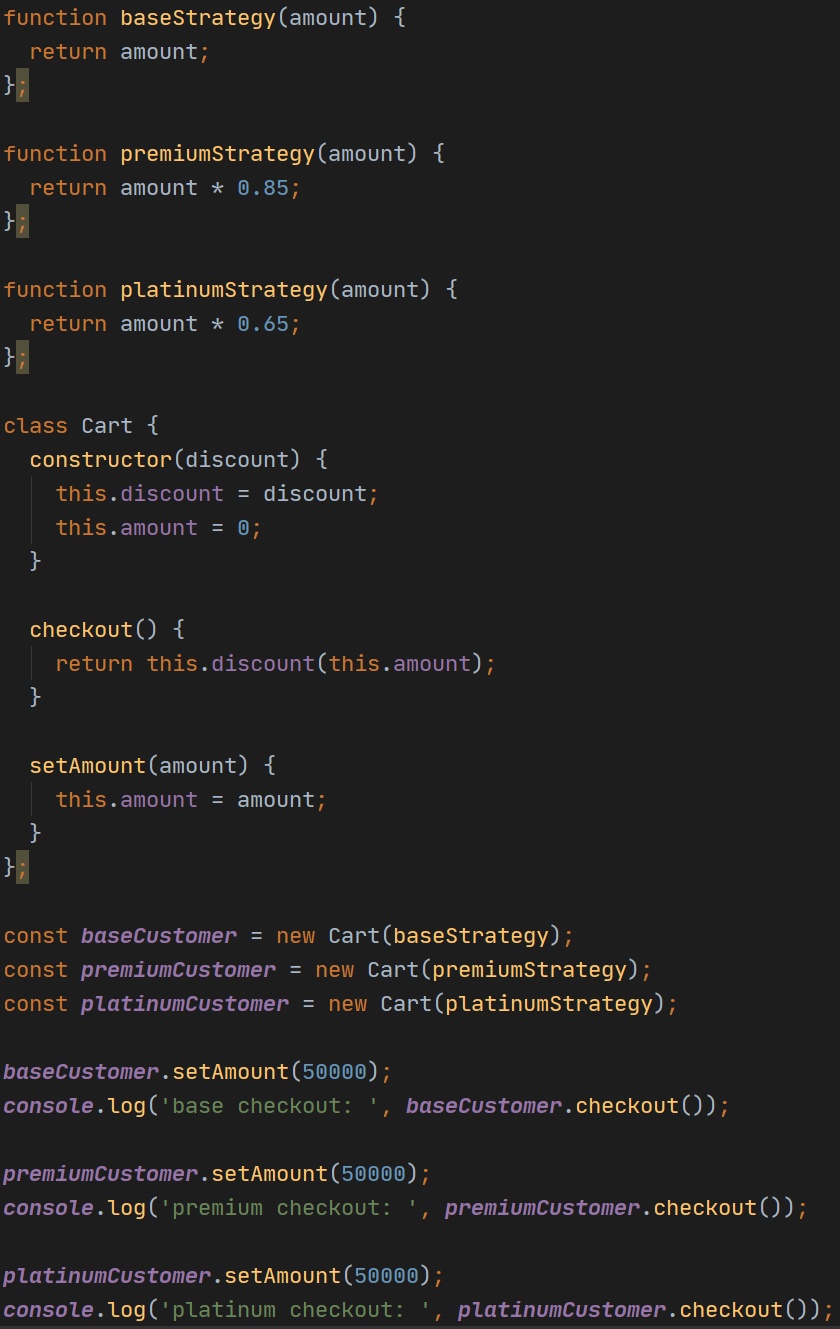 function baseStrategy(amount) {
  return amount;
};

function premiumStrategy(amount) {
  return amount * 0.85;
};

function platinumStrategy(amount) {
  return amount * 0.65;
};

class Cart {
  constructor(discount) {
    this.discount = discount;
    this.amount = 0;
  }

  checkout() {
    return this.discount(this.amount);
  }

  setAmount(amount) {
    this.amount = amount;
  }
};

const baseCustomer = new Cart(baseStrategy);
const premiumCustomer = new Cart(premiumStrategy);
const platinumCustomer = new Cart(platinumStrategy);

baseCustomer.setAmount(50000);
console.log('base checkout: ', baseCustomer.checkout());

premiumCustomer.setAmount(50000);
console.log('premium checkout: ', premiumCustomer.checkout());

platinumCustomer.setAmount(50000);
console.log('platinum checkout: ', platinumCustomer.checkout());